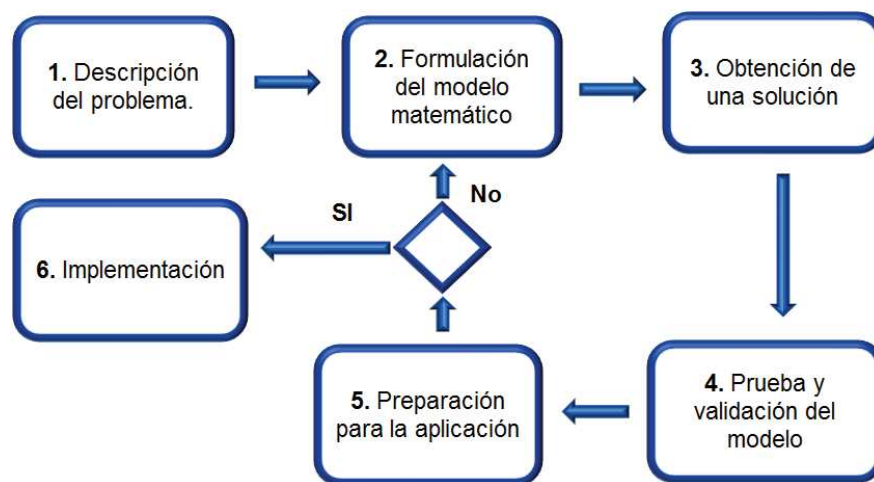 1. Descripción
del problema.
2. Formulación
del modelo
matemático
3. Obtención de
una solución
No
SI
6. Implementación
4. Prueba y
validación del
modelo
5. Preparación
para la aplicación